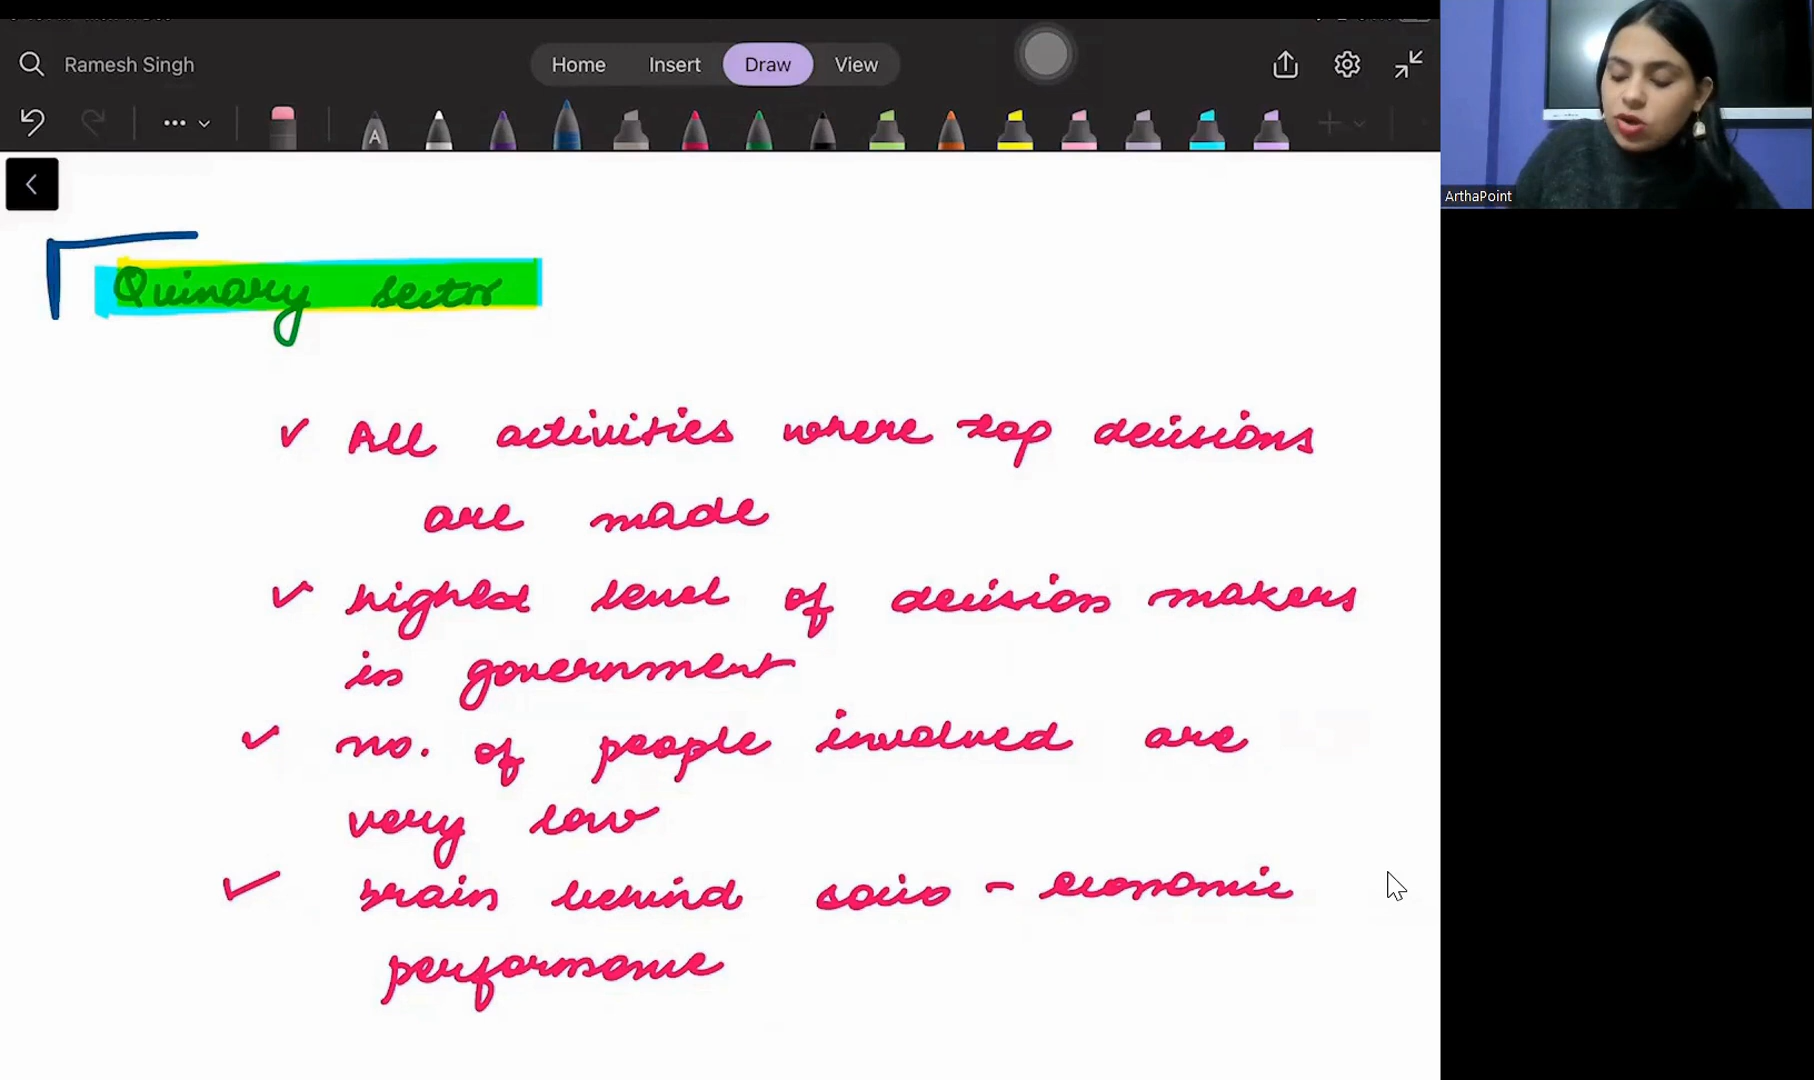 Ramesh Singh
Home Insert Draw View
A
ArthaPoint
Quinary sector
All activities where top decisions
are made
highest level of decision makers
in government
no. of people involved are
very low
brain behind socio - economic
performance